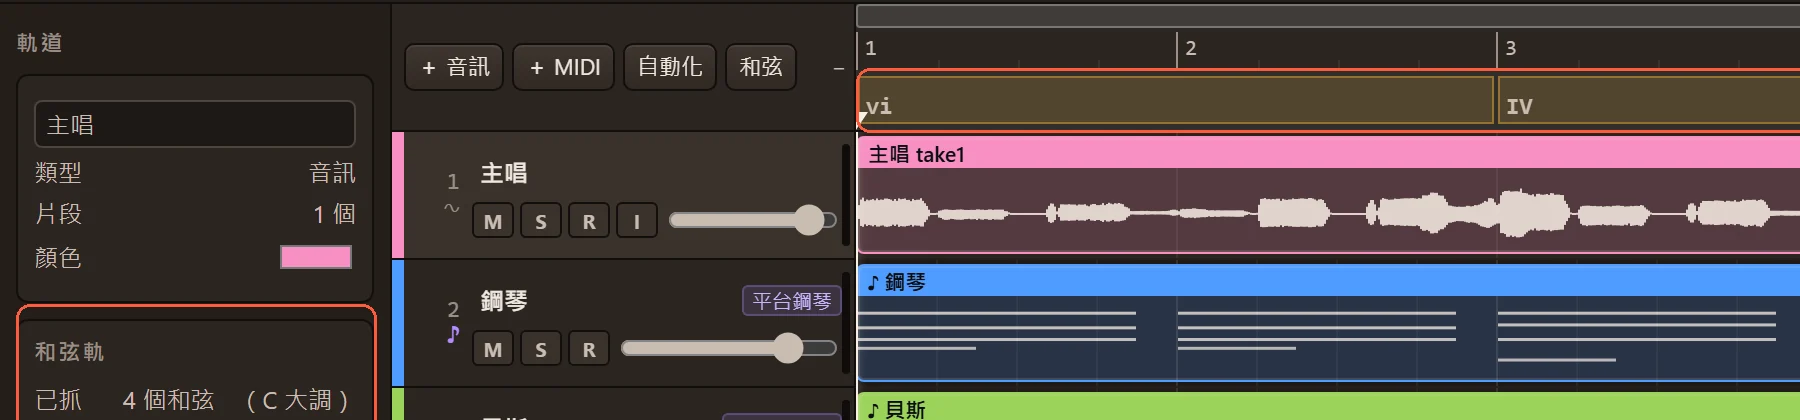 軌道
主唱
類型 音訊
片段 1 個
顏色
和弦軌
已抓 4 個和弦 ( C 大調 )
+ 音訊 + MIDI 自動化 和弦 –
1 主唱
M S R I
2 鋼琴 平台鋼琴
M S R
1 2 3
vi IV
主唱 take1
♪ 鋼琴
♪ 貝斯